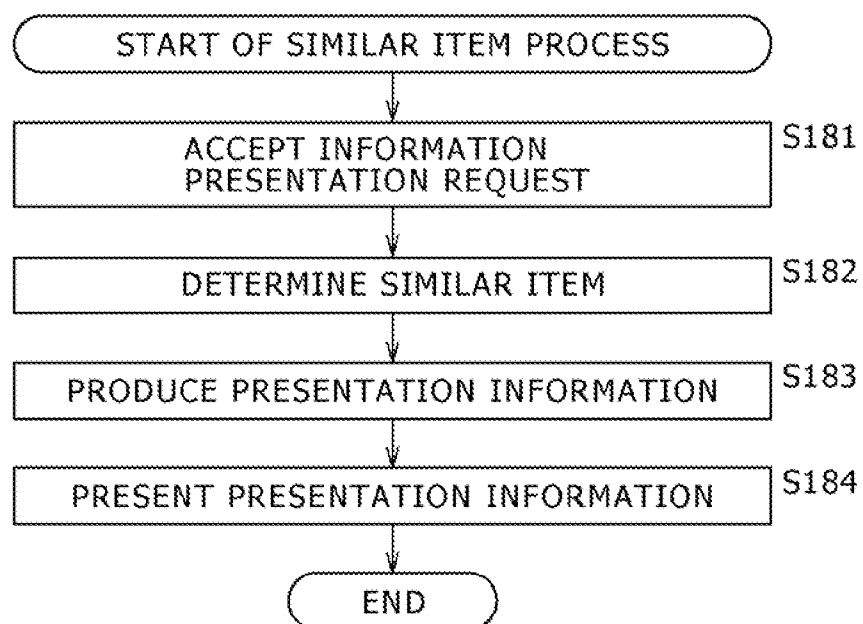 START OF SIMILAR ITEM PROCESS
ACCEPT INFORMATION
PRESENTATION REQUEST
S181
DETERMINE SIMILAR ITEM
S182
PRODUCE PRESENTATION INFORMATION
S183
PRESENT PRESENTATION INFORMATION
S184
END